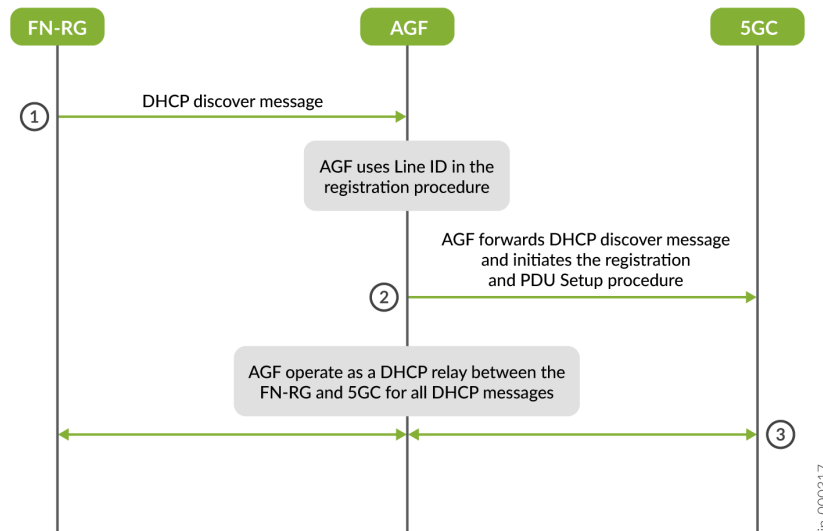 FN-RG
AGF
5GC
DHCP discover message
1
AGF uses Line ID in the
registration procedure
AGF forwards DHCP discover message
and initiates the registration
and PDU Setup procedure
2
AGF operate as a DHCP relay between the
FN-RG and 5GC for all DHCP messages
3